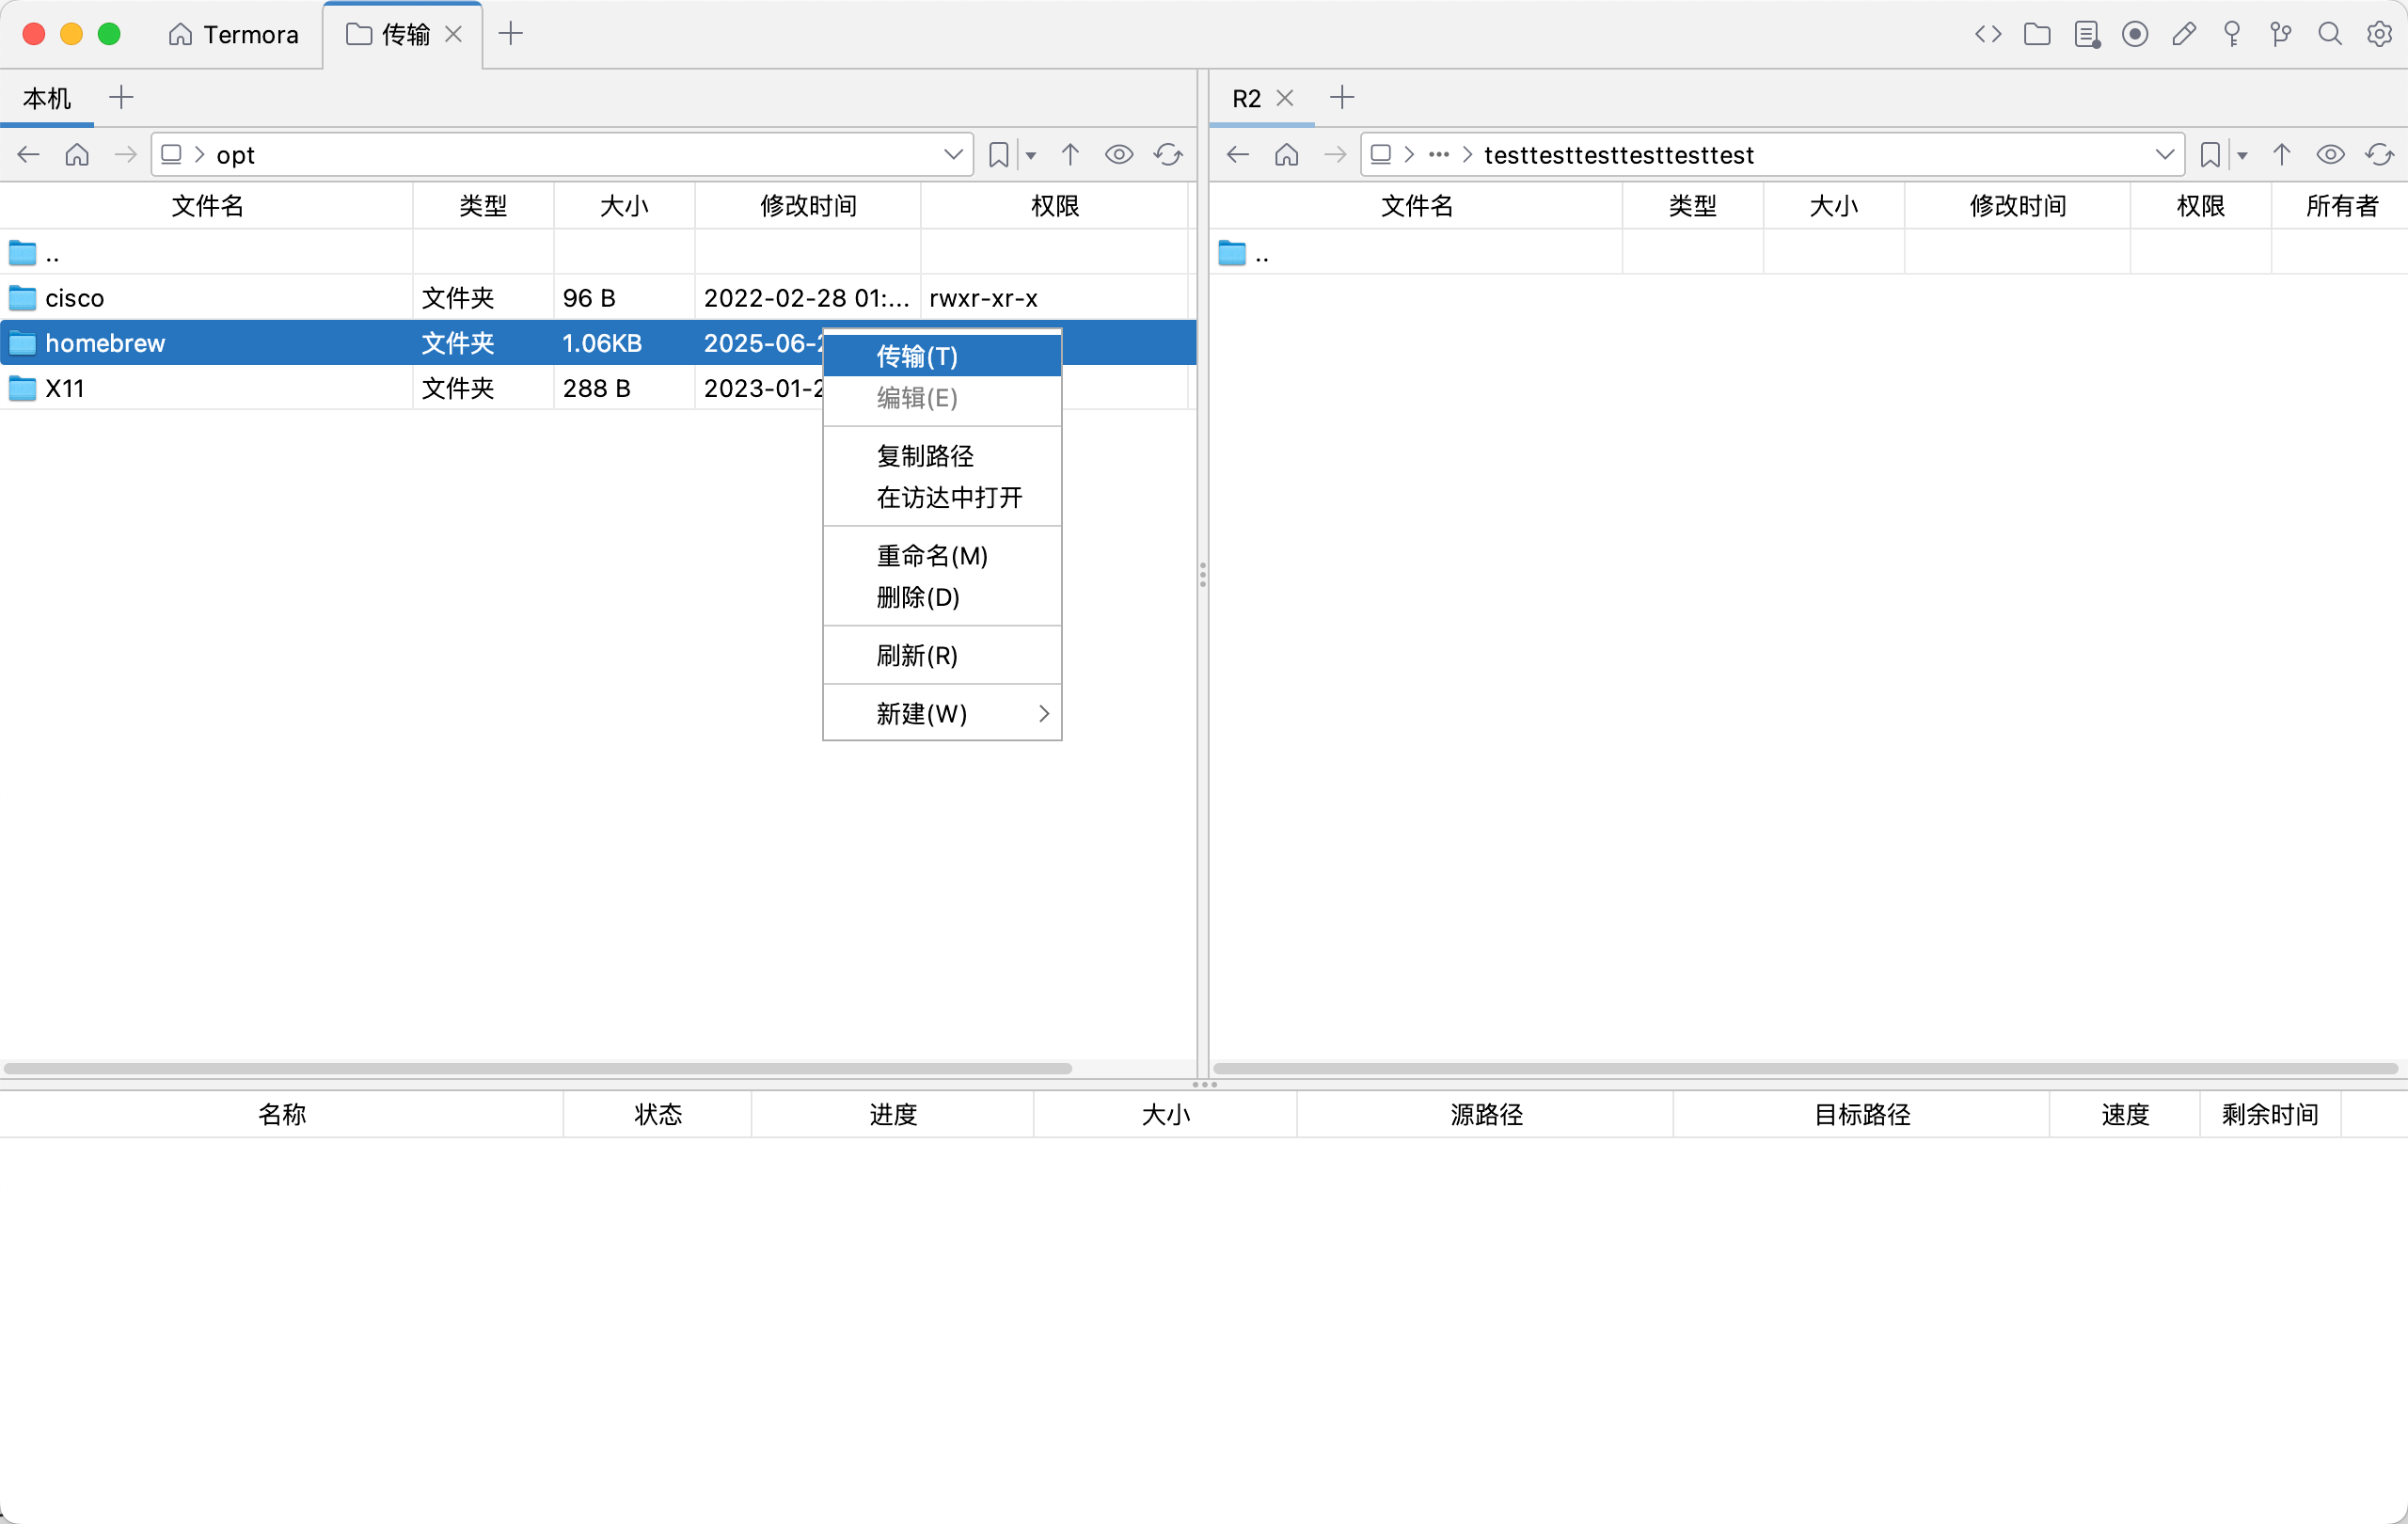 Termora
传输
本机
R2
opt
testtesttesttesttesttest
文件名 类型 大小 修改时间 权限
文件名 类型 大小 修改时间 权限 所有者
..
..
cisco 文件夹 96 B 2022-02-28 01:... rwxr-xr-x
homebrew 文件夹 1.06KB 2025-06-2
X11 文件夹 288 B 2023-01-2
传输(T)
编辑(E)
复制路径
在访达中打开
重命名(M)
删除(D)
刷新(R)
新建(W)
名称 状态 进度 大小 源路径 目标路径 速度 剩余时间